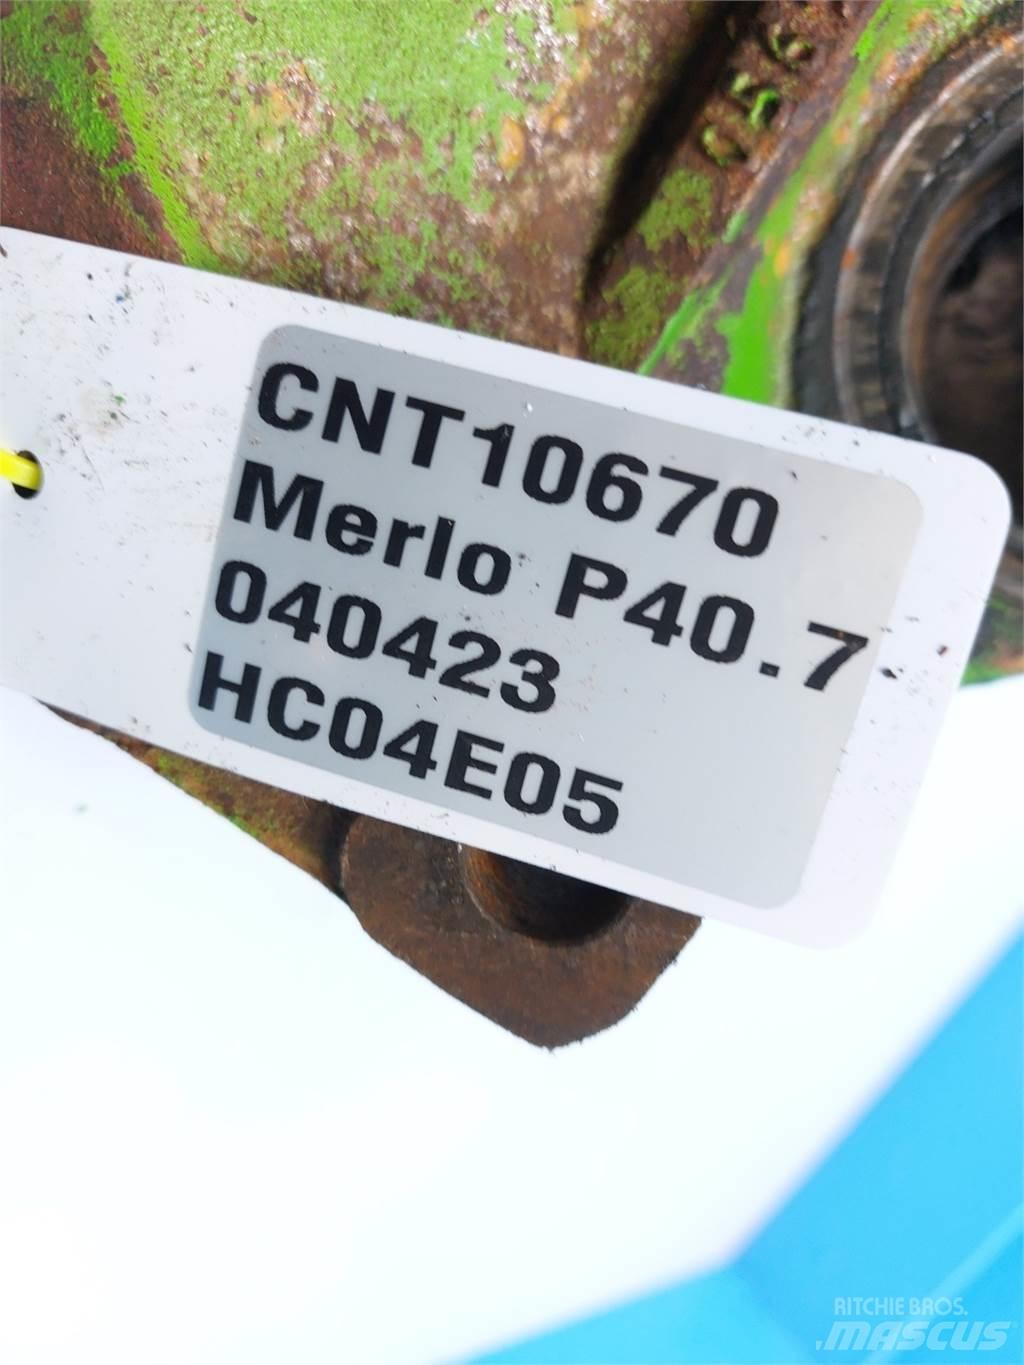 CNT10670
Merlo P40.7
040423
HC04E05
RITCHIE BROS.
MASCUS